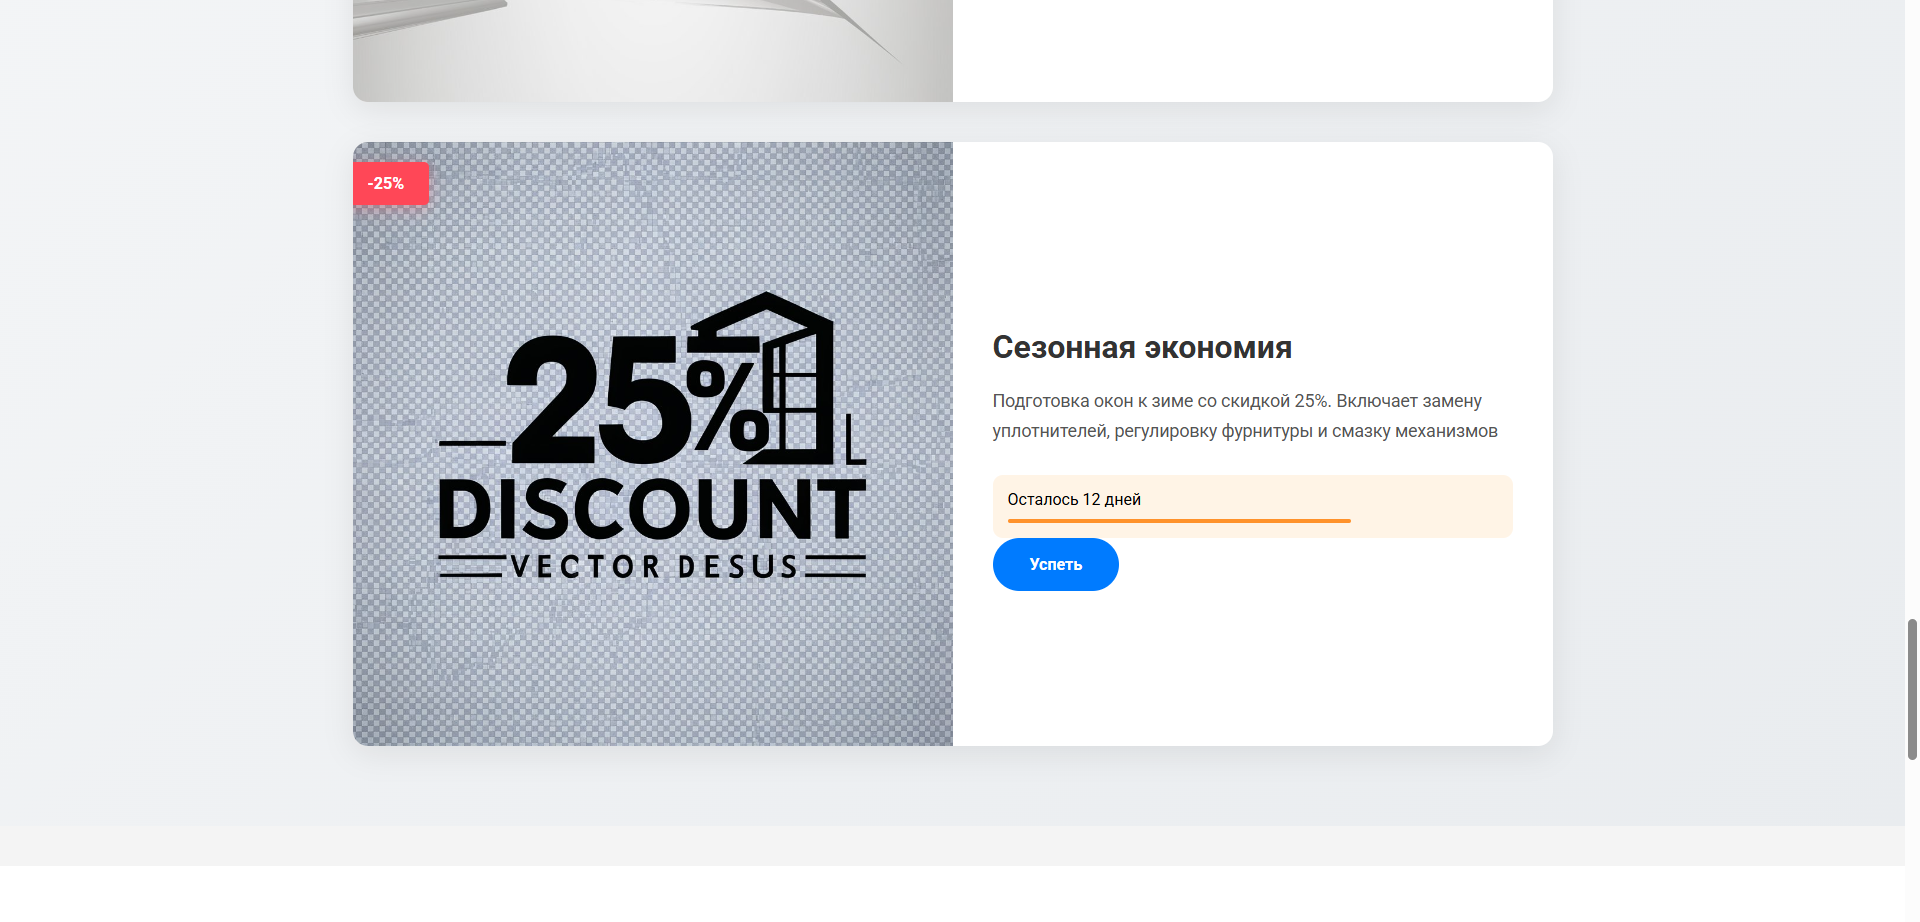 -25%
25%
DISCOUNT
VECTOR DESUS
Сезонная экономия
Подготовка окон к зиме со скидкой 25%. Включает замену
уплотнителей, регулировку фурнитуры и смазку механизмов
Осталось 12 дней
Успеть